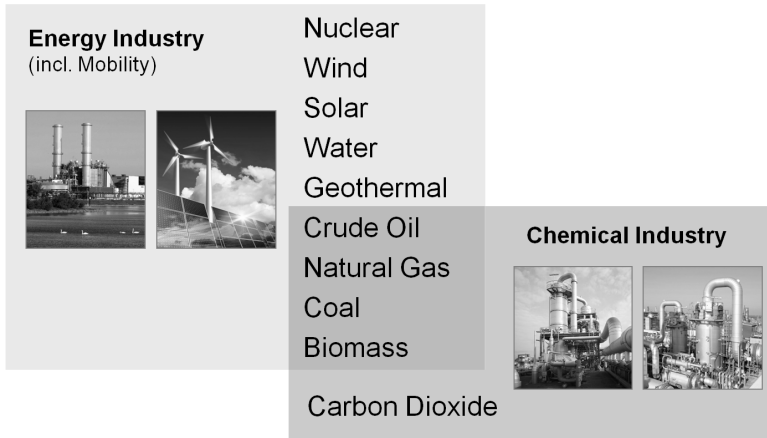 Energy Industry
(incl. Mobility)
Nuclear
Wind
Solar
Water
Geothermal
Crude Oil
Natural Gas
Coal
Biomass
Chemical Industry
Carbon Dioxide